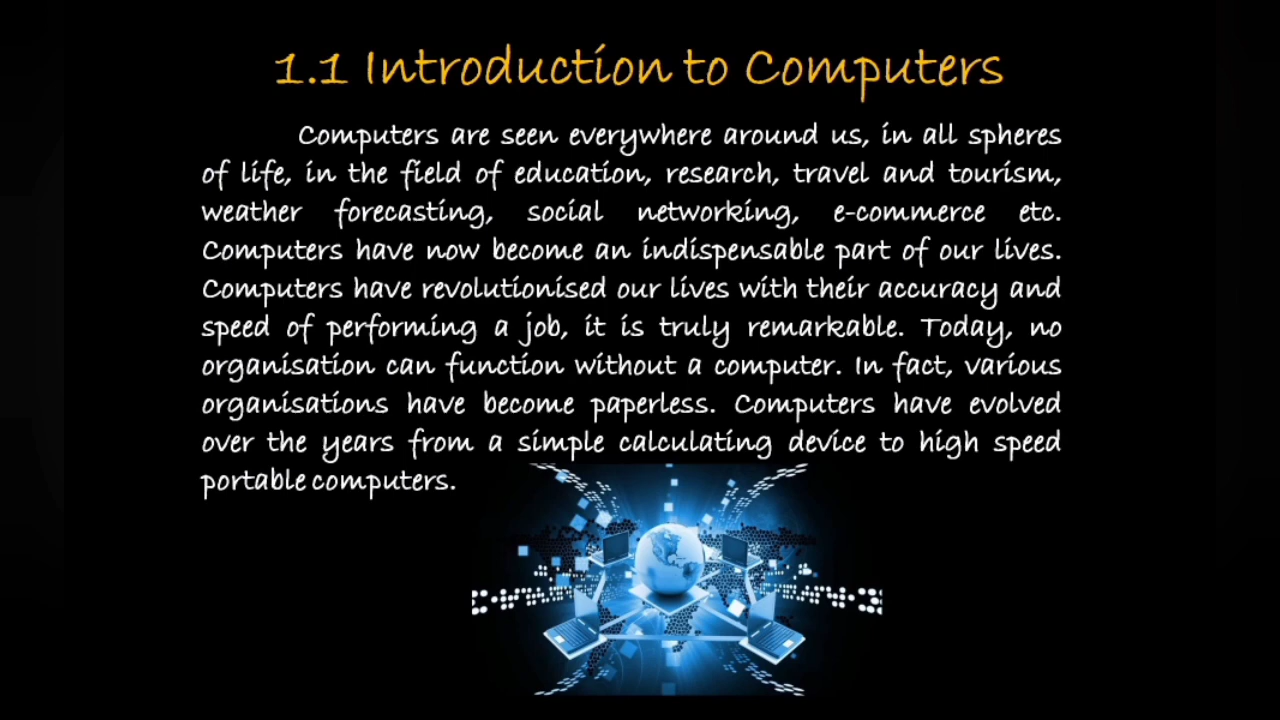 1.1 Introduction to Computers
Computers are seen everywhere around us, in all spheres
of life, in the field of education, research, travel and tourism,
weather forecasting, social networking, e-commerce etc.
Computers have now become an indispensable part of our lives.
Computers have revolutionised our lives with their accuracy and
speed of performing a job, it is truly remarkable. Today, no
organisation can function without a computer. In fact, various
organisations have become paperless. Computers have evolved
over the years from a simple calculating device to high speed
portable computers.